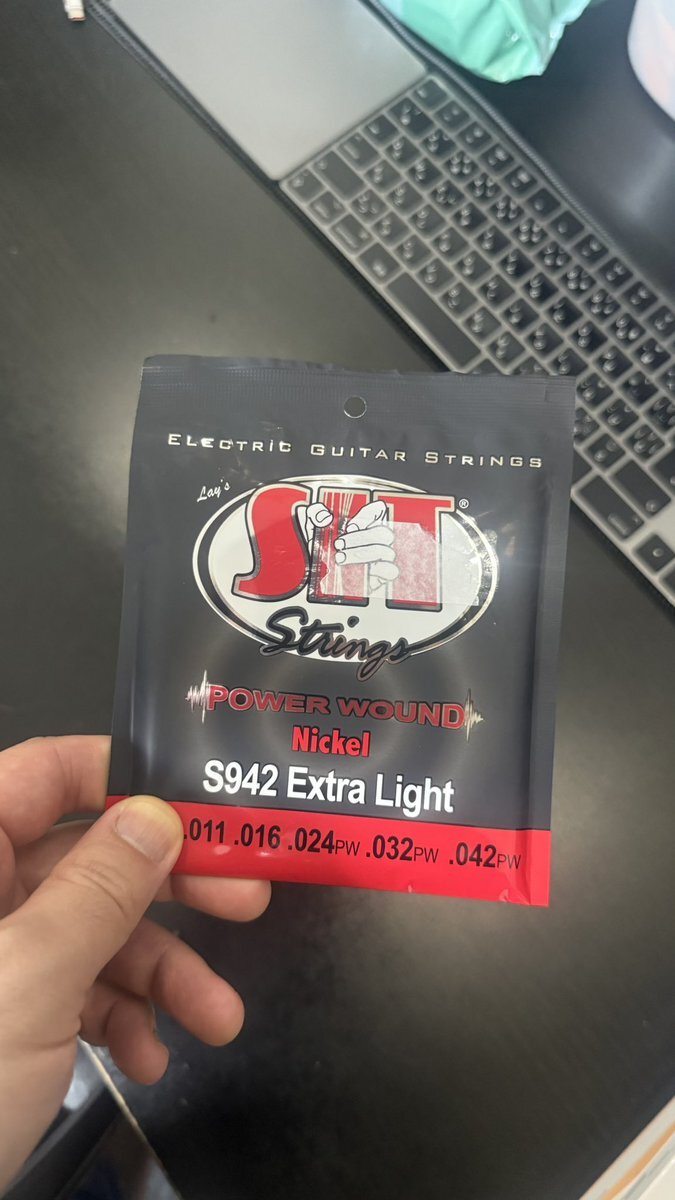 ELECTRIC GUITAR STRINGS
Lay's
SIT®
Strings
POWER WOUND
Nickel
S942 Extra Light
.011 .016 .024PW .032PW .042PW